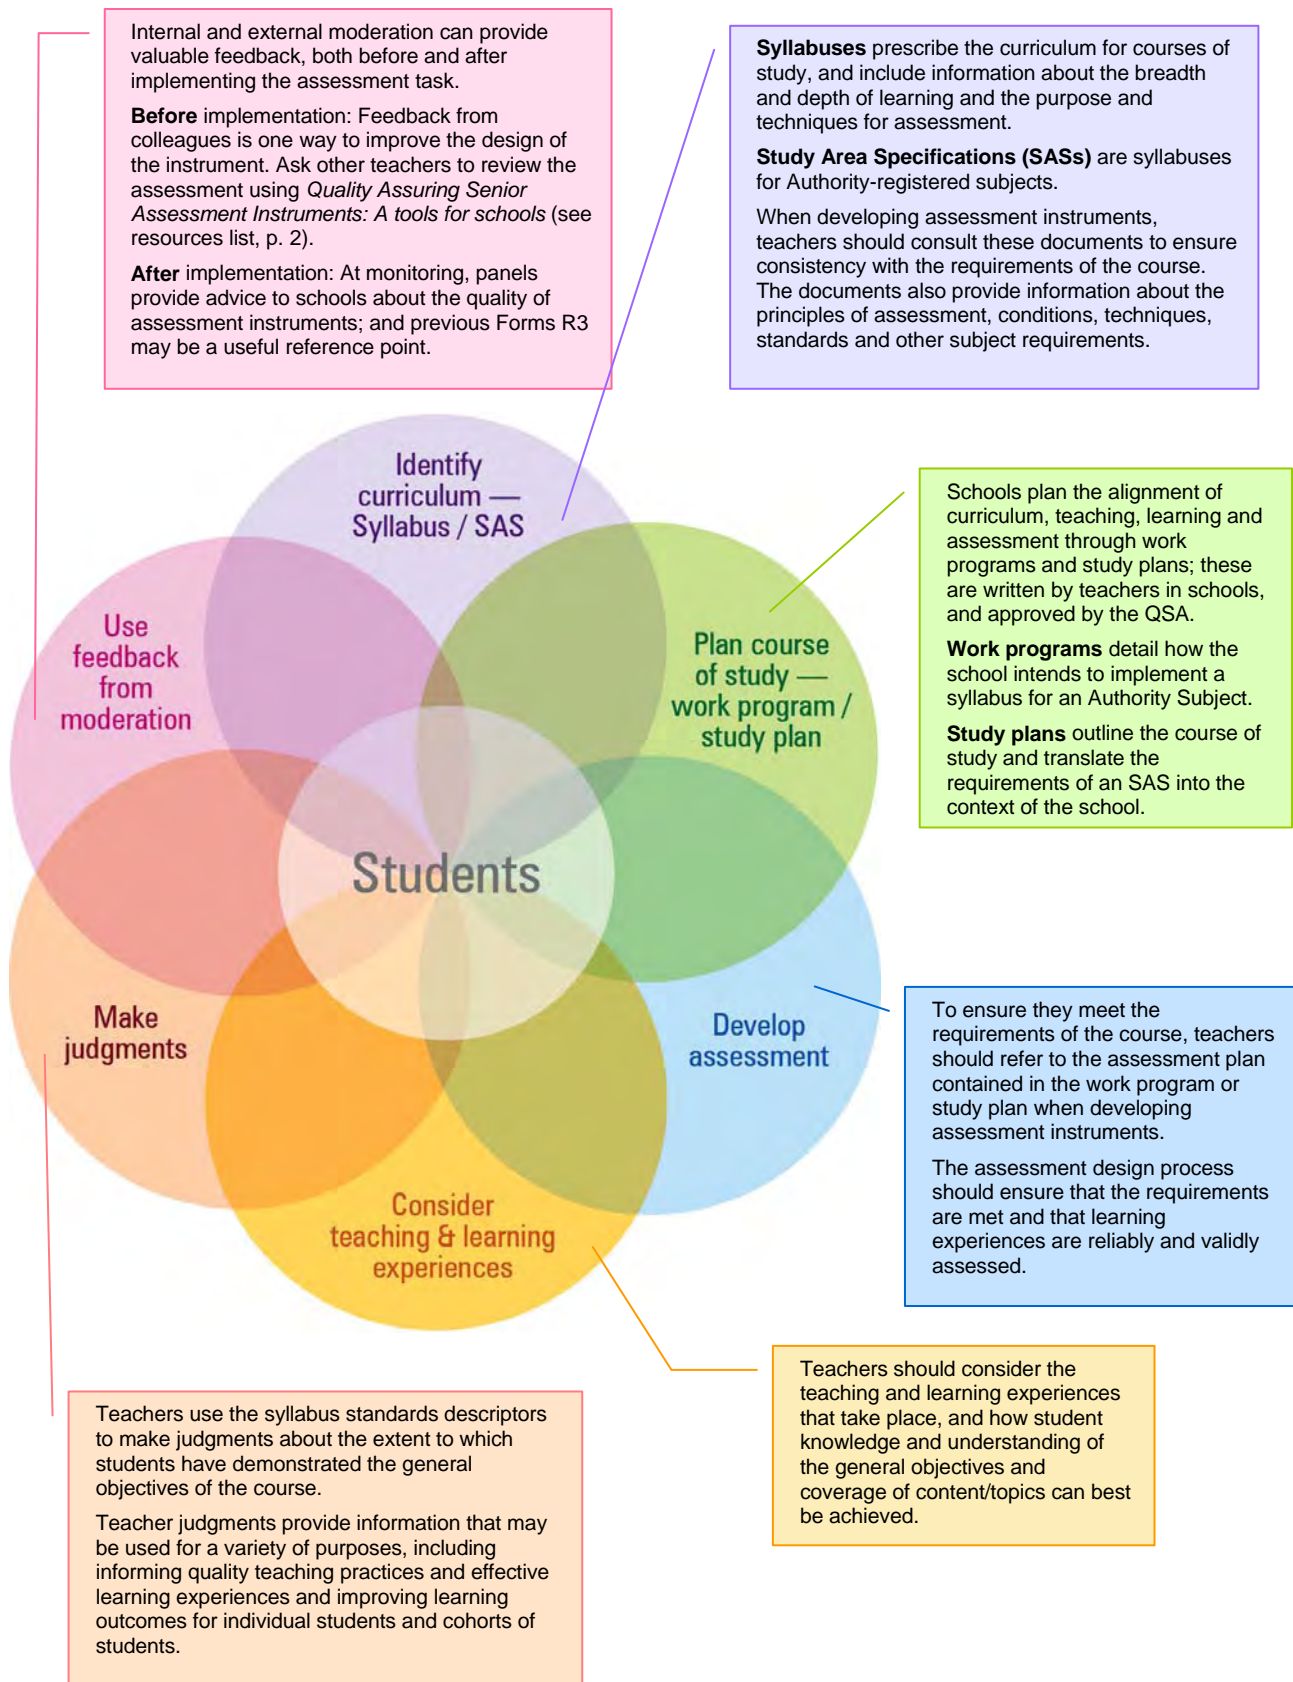 Internal and external moderation can provide
valuable feedback, both before and after
implementing the assessment task.
Before implementation: Feedback from
colleagues is one way to improve the design of
the instrument. Ask other teachers to review the
assessment using Quality Assuring Senior
Assessment Instruments: A tools for schools (see
resources list, p. 2).
After implementation: At monitoring, panels
provide advice to schools about the quality of
assessment instruments; and previous Forms R3
may be a useful reference point.
Syllabuses prescribe the curriculum for courses of
study, and include information about the breadth
and depth of learning and the purpose and
techniques for assessment.
Study Area Specifications (SASs) are syllabuses
for Authority-registered subjects.
When developing assessment instruments,
teachers should consult these documents to ensure
consistency with the requirements of the course.
The documents also provide information about the
principles of assessment, conditions, techniques,
standards and other subject requirements.
Identify
curriculum —
Syllabus / SAS
Schools plan the alignment of
curriculum, teaching, learning and
assessment through work
programs and study plans; these
are written by teachers in schools,
and approved by the QSA.
Work programs detail how the
school intends to implement a
syllabus for an Authority Subject.
Study plans outline the course of
study and translate the
requirements of an SAS into the
context of the school.
Use
feedback
from
moderation
Plan course
of study —
work program /
study plan
Students
Make
judgments
Develop
assessment
To ensure they meet the
requirements of the course, teachers
should refer to the assessment plan
contained in the work program or
study plan when developing
assessment instruments.
The assessment design process
should ensure that the requirements
are met and that learning
experiences are reliably and validly
assessed.
Consider
teaching & learning
experiences
Teachers should consider the
teaching and learning experiences
that take place, and how student
knowledge and understanding of
the general objectives and
coverage of content/topics can best
be achieved.
Teachers use the syllabus standards descriptors
to make judgments about the extent to which
students have demonstrated the general
objectives of the course.
Teacher judgments provide information that may
be used for a variety of purposes, including
informing quality teaching practices and effective
learning experiences and improving learning
outcomes for individual students and cohorts of
students.